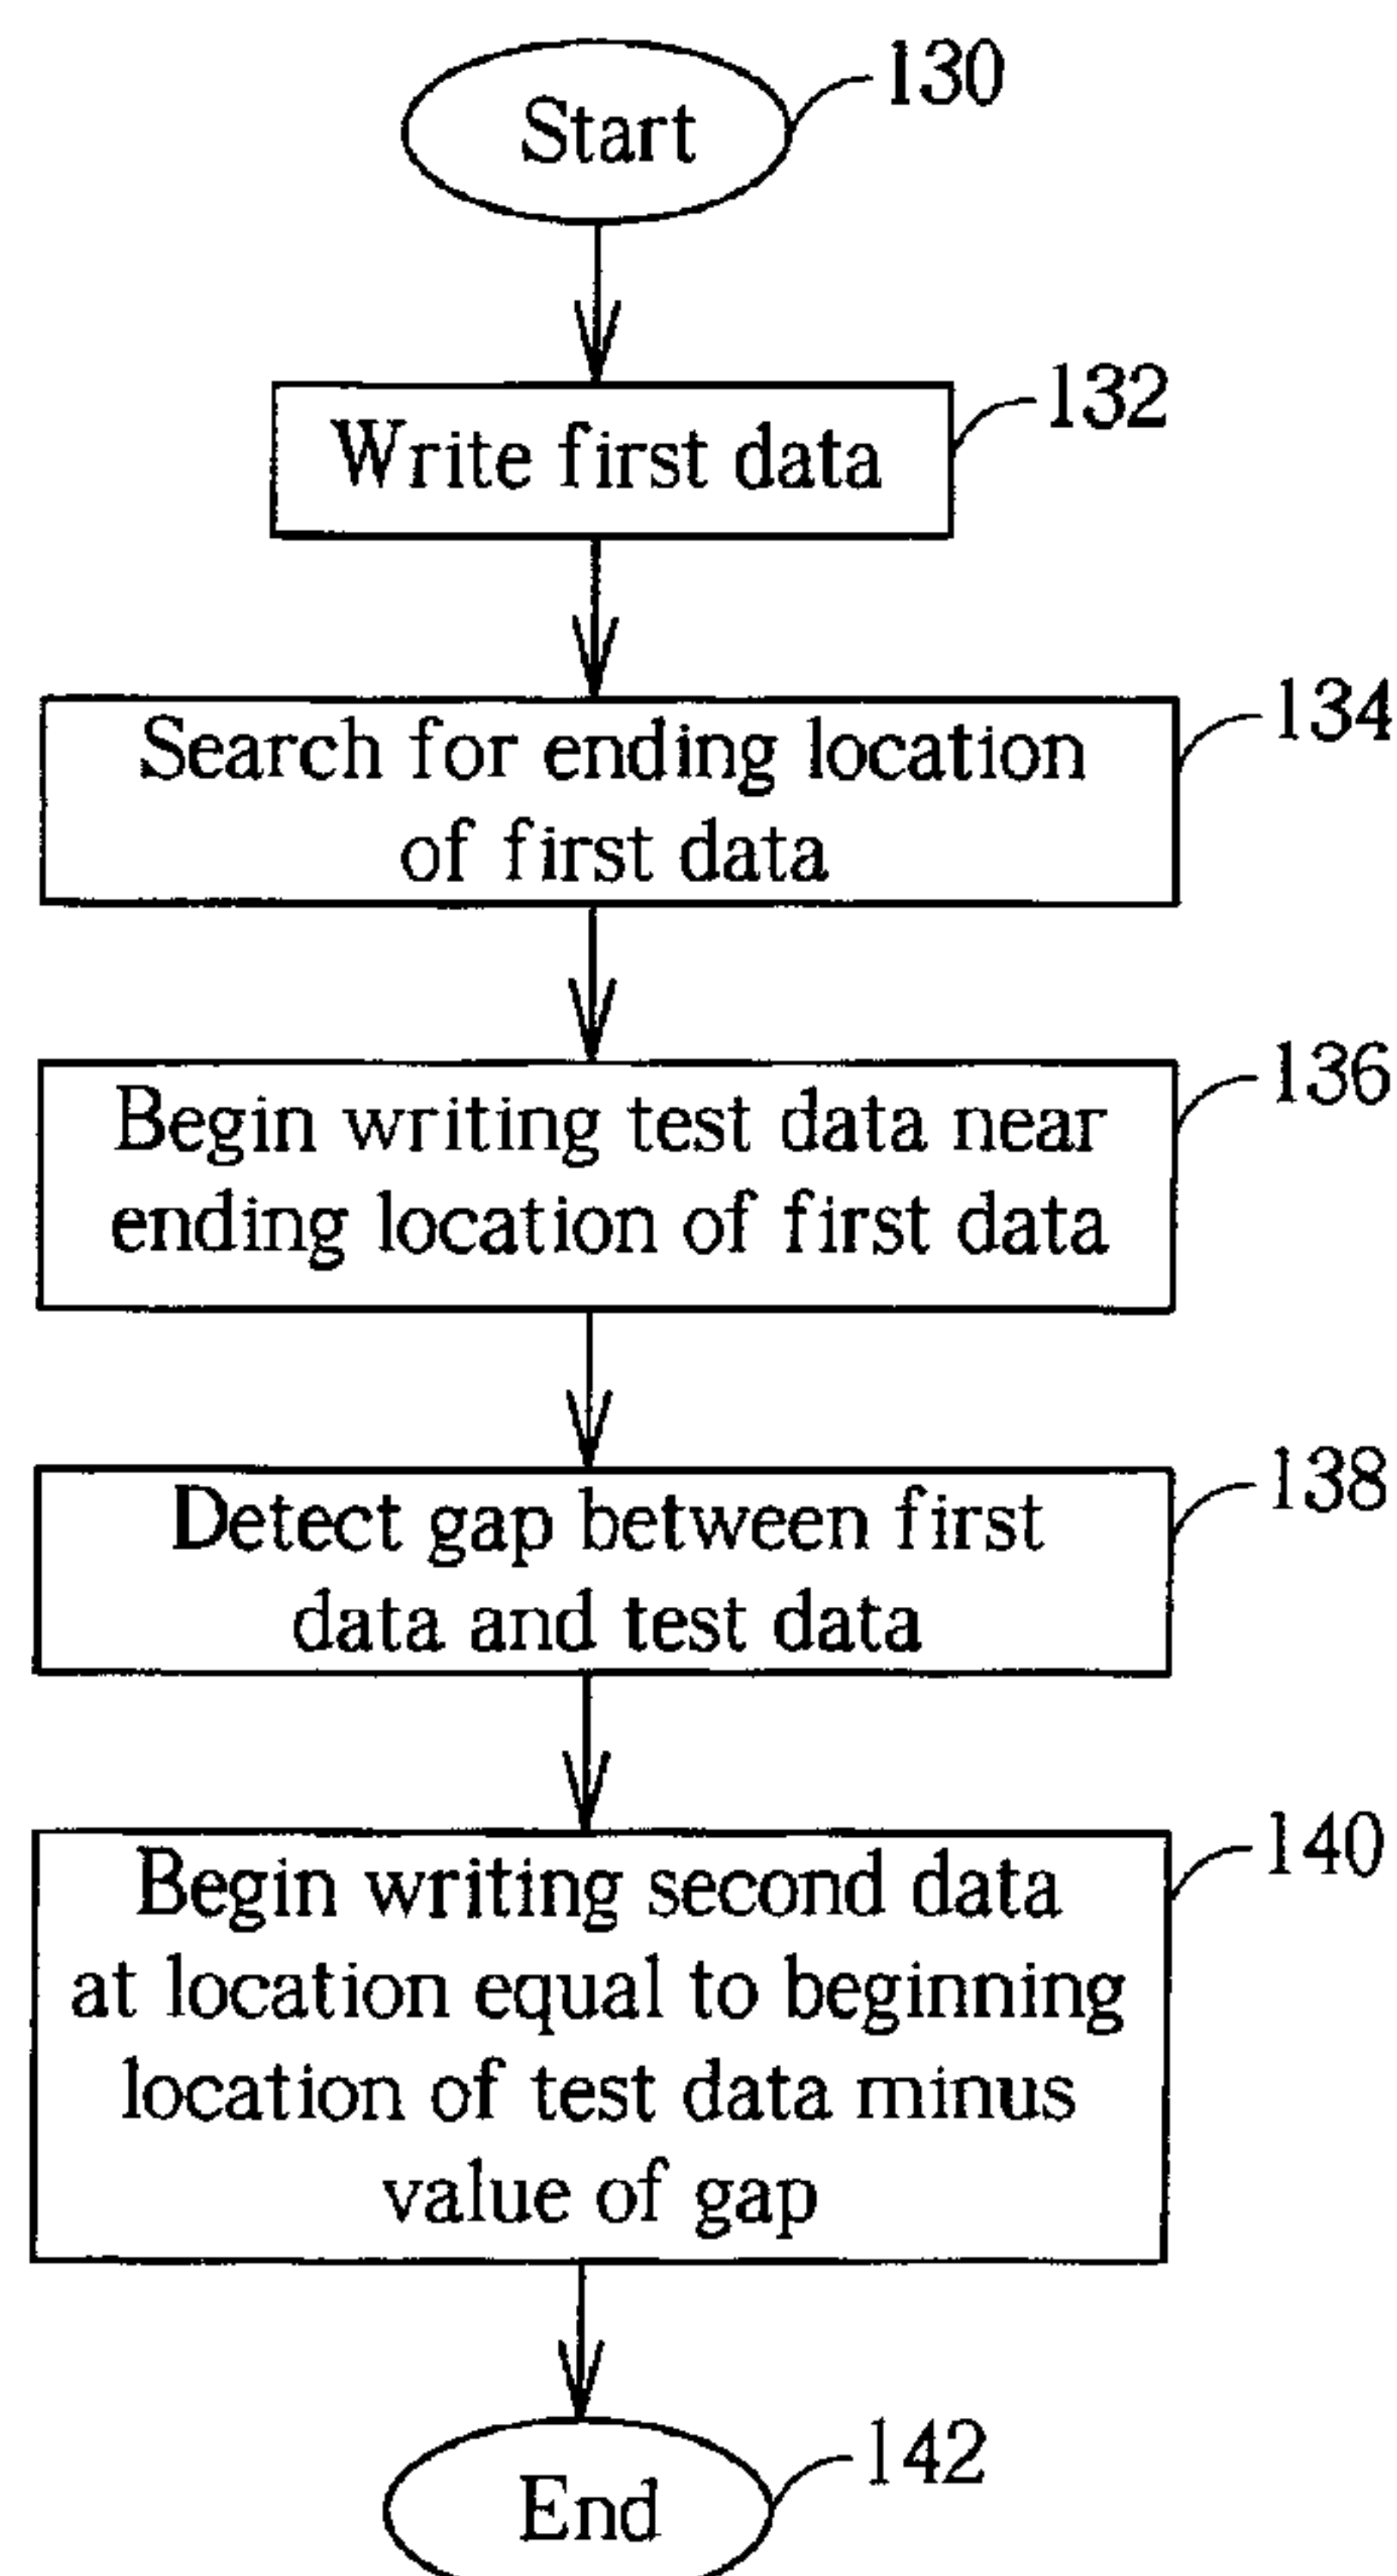 130
Start
132
Write first data
134
Search for ending location
of first data
136
Begin writing test data near
ending location of first data
138
Detect gap between first
data and test data
140
Begin writing second data
at location equal to beginning
location of test data minus
value of gap
142
End